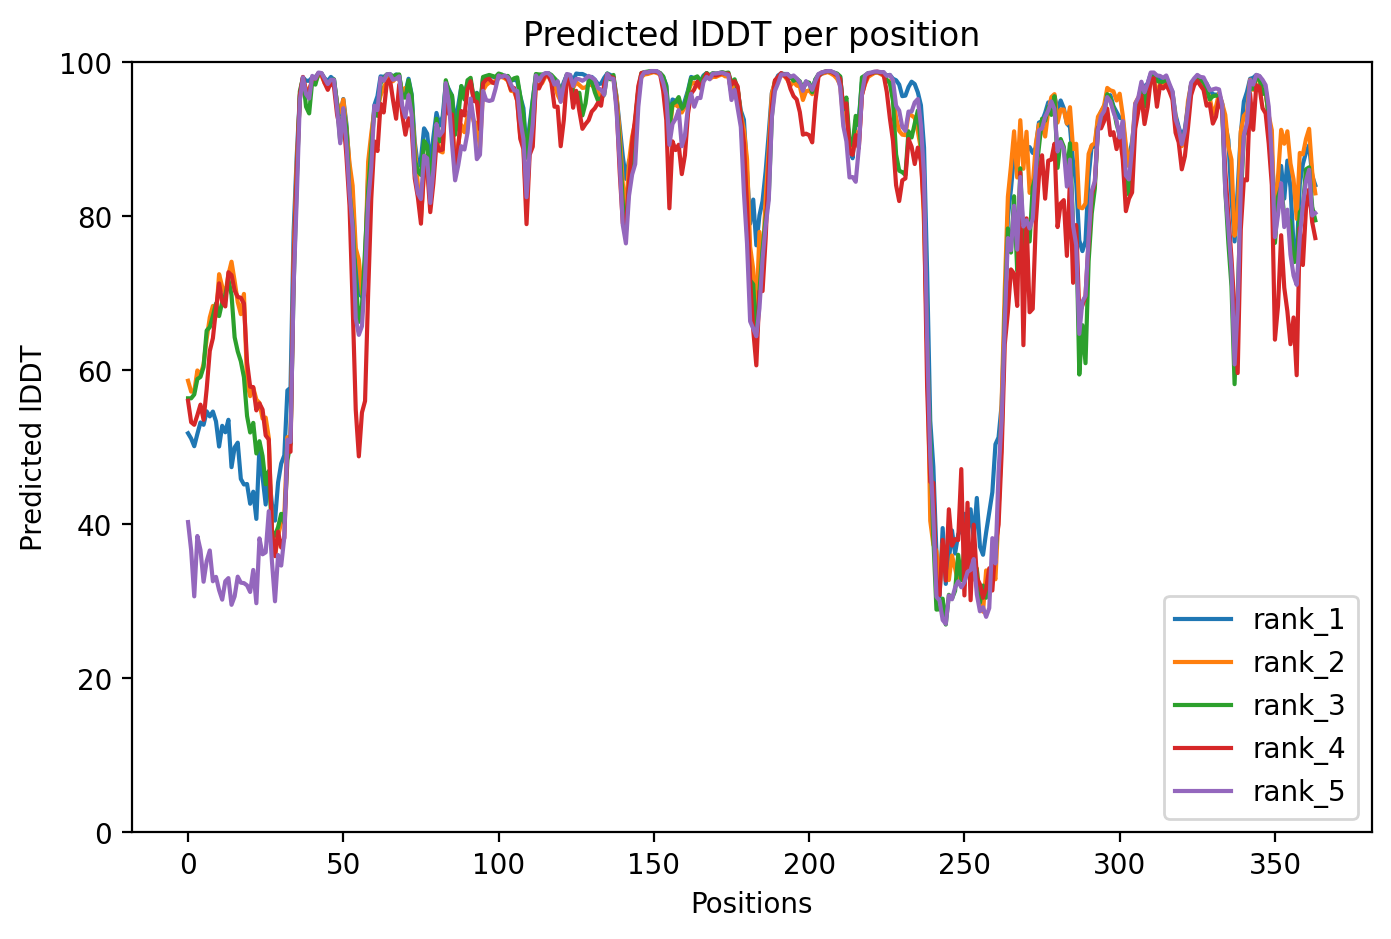 Predicted lDDT per position
100
80
60
40
20
0
Predicted lDDT
0 50 100 150 200 250 300 350
Positions
rank_1
rank_2
rank_3
rank_4
rank_5